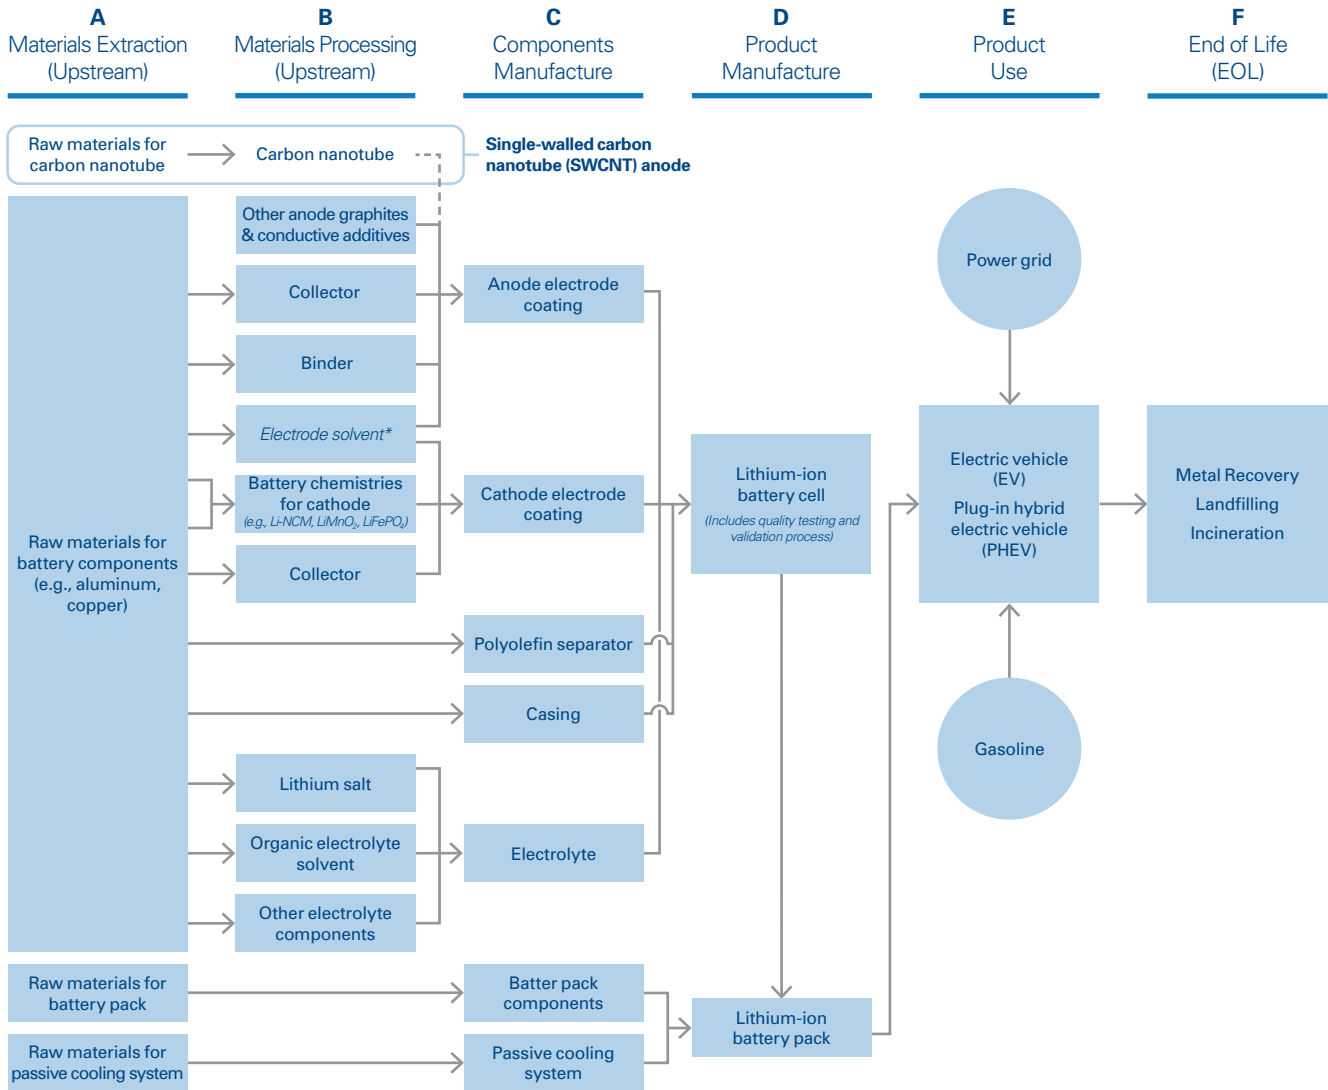 A
Materials Extraction
(Upstream)
B
Materials Processing
(Upstream)
C
Components
Manufacture
D
Product
Manufacture
E
Product
Use
F
End of Life
(EOL)
Raw materials for
carbon nanotube
Carbon nanotube
Single-walled carbon
nanotube (SWCNT) anode
Raw materials for
battery components
(e.g., aluminum,
copper)
Other anode graphites
& conductive additives
Collector
Binder
Electrode solvent*
Battery chemistries
for cathode
(e.g., Li-NCM, LiMnO₂, LiFePO₄)
Collector
Lithium salt
Organic electrolyte
solvent
Other electrolyte
components
Anode electrode
coating
Cathode electrode
coating
Polyolefin separator
Casing
Electrolyte
Lithium-ion
battery cell
(Includes quality testing and
validation process)
Power grid
Electric vehicle
(EV)
Plug-in hybrid
electric vehicle
(PHEV)
Gasoline
Metal Recovery
Landfilling
Incineration
Raw materials for
battery pack
Batter pack
components
Lithium-ion
battery pack
Raw materials for
passive cooling system
Passive cooling
system